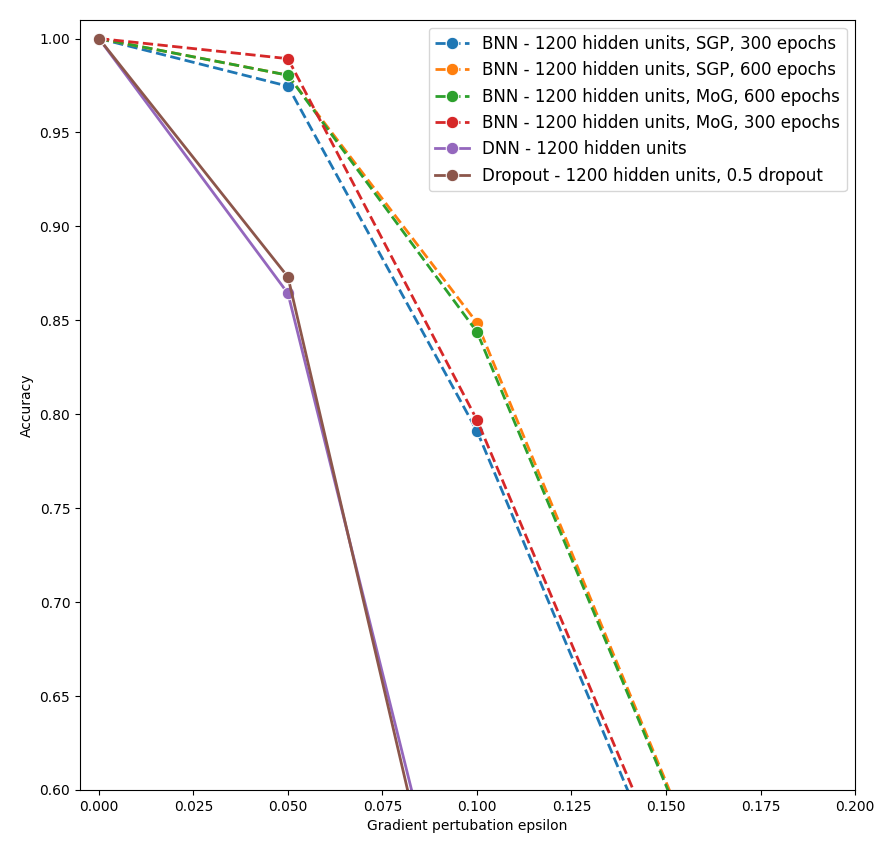 BNN - 1200 hidden units, SGP, 300 epochs
BNN - 1200 hidden units, SGP, 600 epochs
BNN - 1200 hidden units, MoG, 600 epochs
BNN - 1200 hidden units, MoG, 300 epochs
DNN - 1200 hidden units
Dropout - 1200 hidden units, 0.5 dropout
1.00
0.95
0.90
0.85
0.80
0.75
0.70
0.65
0.60
Accuracy
0.000 0.025 0.050 0.075 0.100 0.125 0.150 0.175 0.200
Gradient pertubation epsilon